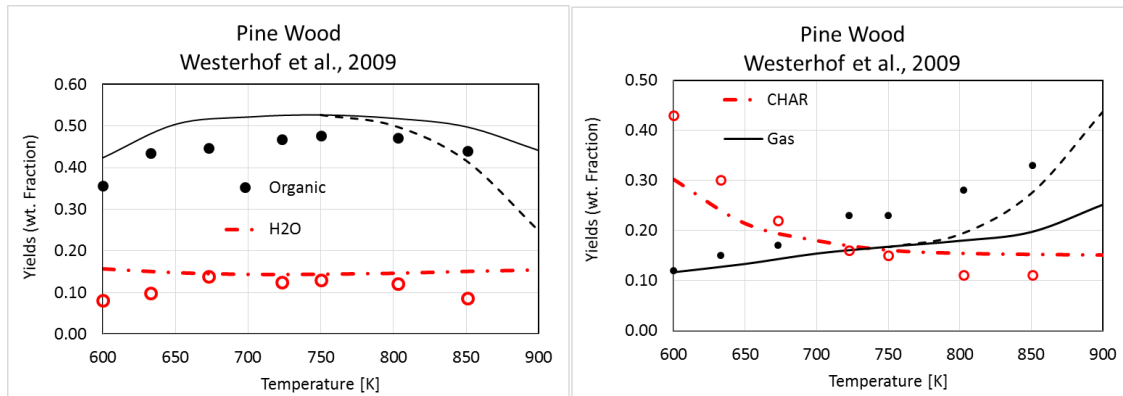 Pine Wood
Westerhof et al., 2009
0.60
0.50
0.40
0.30
0.20
0.10
0.00
Yields (wt. Fraction)
Organic
H2O
600
650
700
750
800
850
900
Temperature [K]
Pine Wood
Westerhof et al., 2009
0.50
0.40
0.30
0.20
0.10
0.00
Yields (wt. Fraction)
CHAR
Gas
600
650
700
750
800
850
900
Temperature [K]